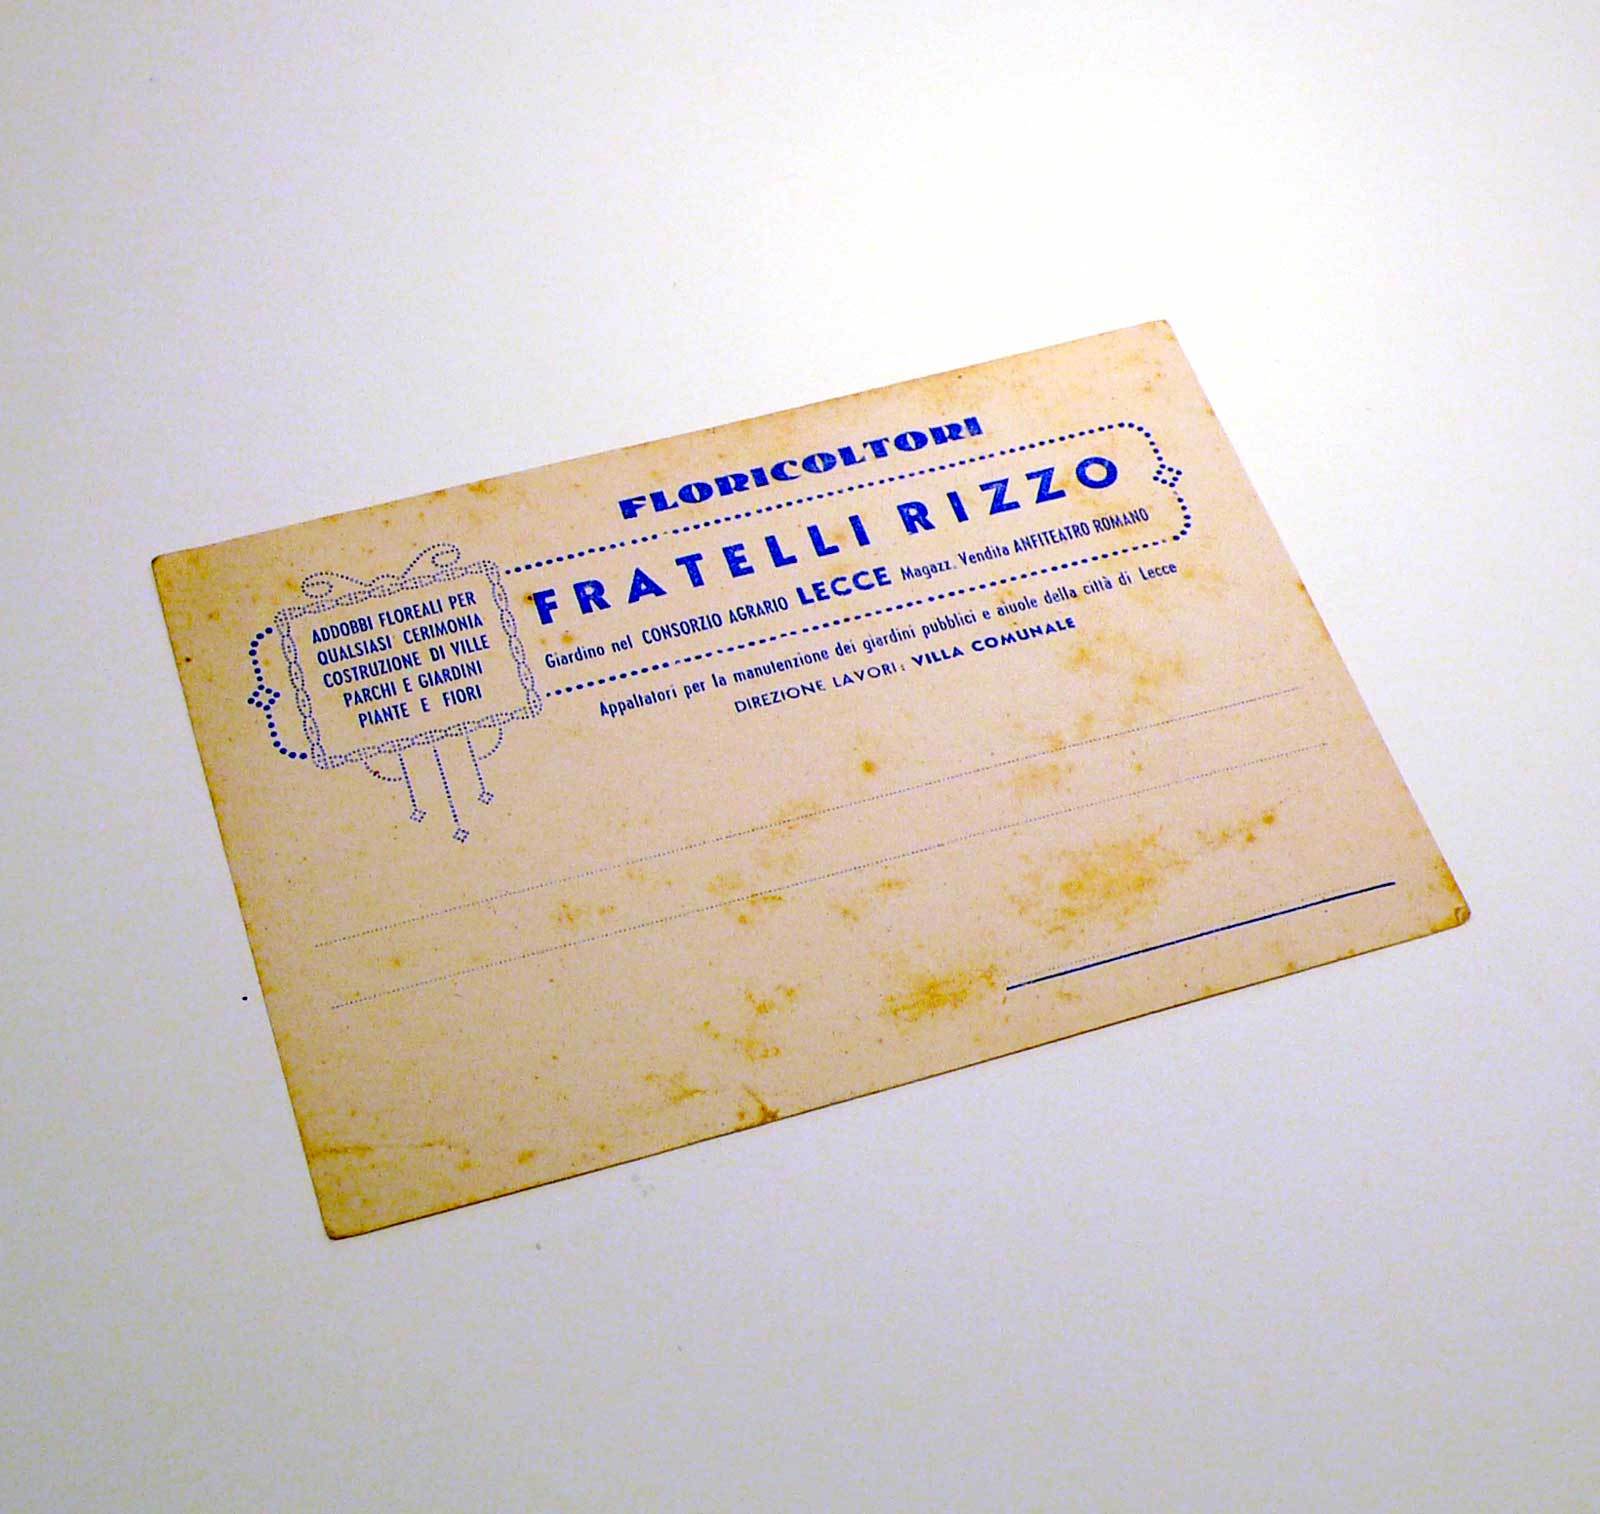 FLORICOLTORI
FRATELLI RIZZO
Giardino nel CONSORZIO AGRARIO LECCE Magazz. Vendita ANFITEATRO ROMANO
Appaltatori per la manutenzione dei giardini pubblici e aiuole della città di Lecce
DIREZIONE LAVORI: VILLA COMUNALE
ADDOBBI FLOREALI PER
QUALSIASI CERIMONIA
COSTRUZIONE DI VILLE
PARCHI E GIARDINI
PIANTE E FIORI